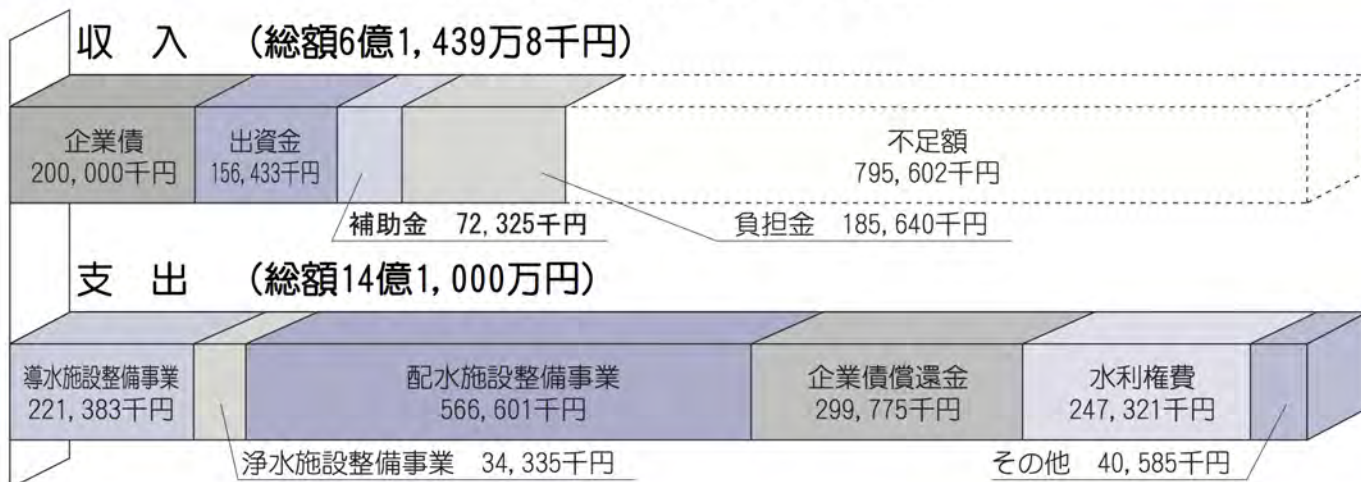 収　入　（総額6億1,439万8千円）
企業債
200,000千円
出資金
156,433千円
不足額
795,602千円
補助金　72,325千円
負担金　185,640千円
支　出　（総額14億1,000万円）
導水施設整備事業
221,383千円
配水施設整備事業
566,601千円
企業債償還金
299,775千円
水利権費
247,321千円
浄水施設整備事業　34,335千円
その他　40,585千円